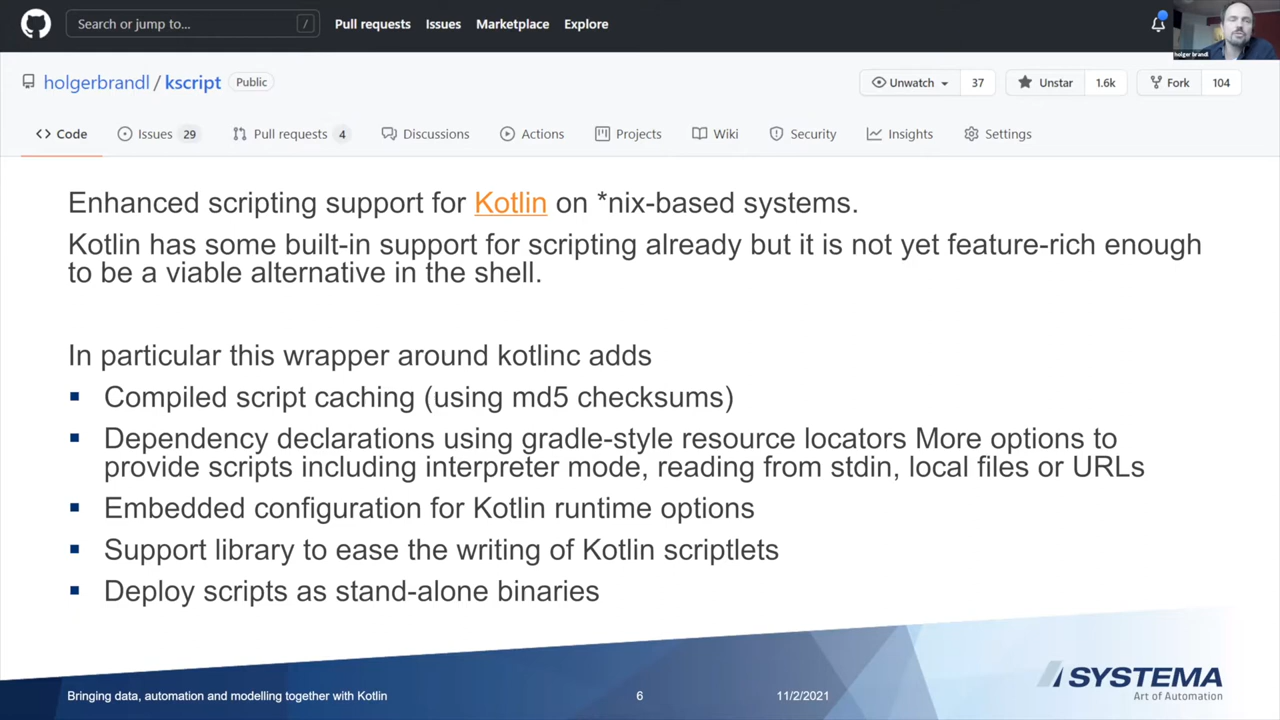 Search or jump to... /
Pull requests Issues Marketplace Explore
holger brandl
holgerbrandl / kscript Public
Unwatch 37 Unstar 1.6k Fork 104
Code Issues 29 Pull requests 4 Discussions Actions Projects Wiki Security Insights Settings
Enhanced scripting support for Kotlin on *nix-based systems.
Kotlin has some built-in support for scripting already but it is not yet feature-rich enough
to be a viable alternative in the shell.
In particular this wrapper around kotlinc adds
▪ Compiled script caching (using md5 checksums)
▪ Dependency declarations using gradle-style resource locators More options to
provide scripts including interpreter mode, reading from stdin, local files or URLs
▪ Embedded configuration for Kotlin runtime options
▪ Support library to ease the writing of Kotlin scriptlets
▪ Deploy scripts as stand-alone binaries
Bringing data, automation and modelling together with Kotlin 6 11/2/2021
SYSTEMA
Art of Automation